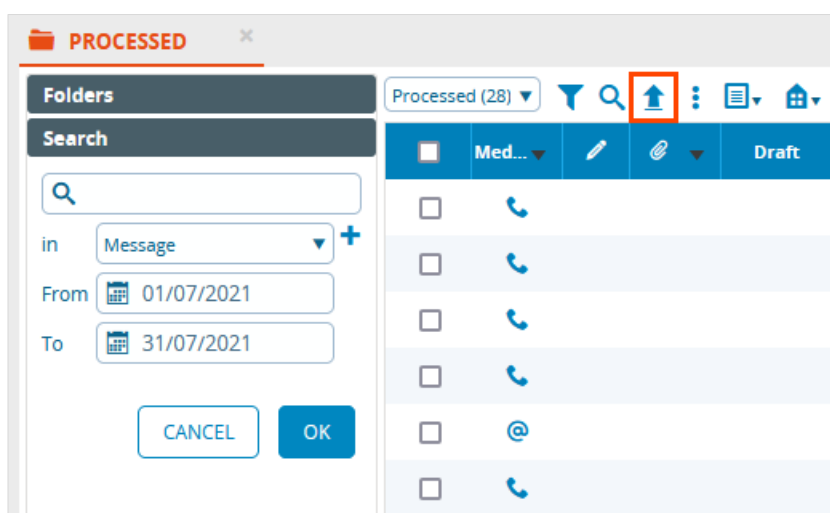 PROCESSED ×
Folders
Search
in Message
From 01/07/2021
To 31/07/2021
CANCEL OK
Processed (28)
Med... Draft
@